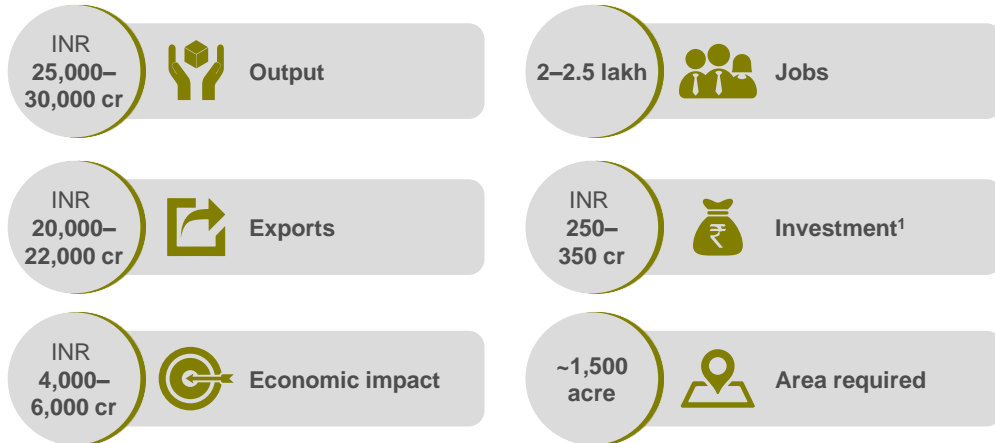 INR
25,000–
30,000 cr
Output
2–2.5 lakh
Jobs
INR
20,000–
22,000 cr
Exports
INR
250–
350 cr
₹
Investment¹
INR
4,000–
6,000 cr
Economic impact
~1,500
acre
Area required